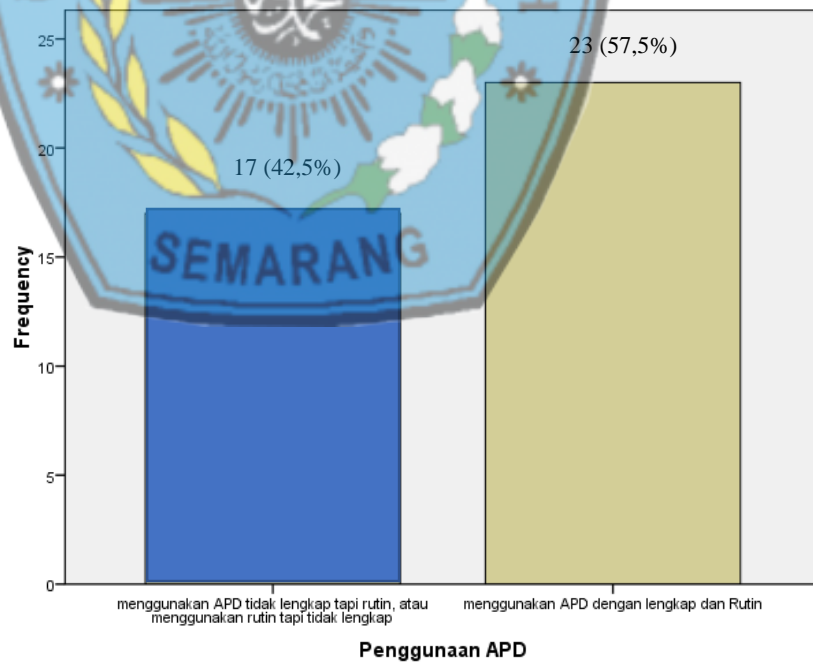 23 (57,5%)
17 (42,5%)
SEMARANG
Frequency
25
20
15
10
5
0
menggunakan APD tidak lengkap tapi rutin, atau
menggunakan rutin tapi tidak lengkap
menggunakan APD dengan lengkap dan Rutin
Penggunaan APD